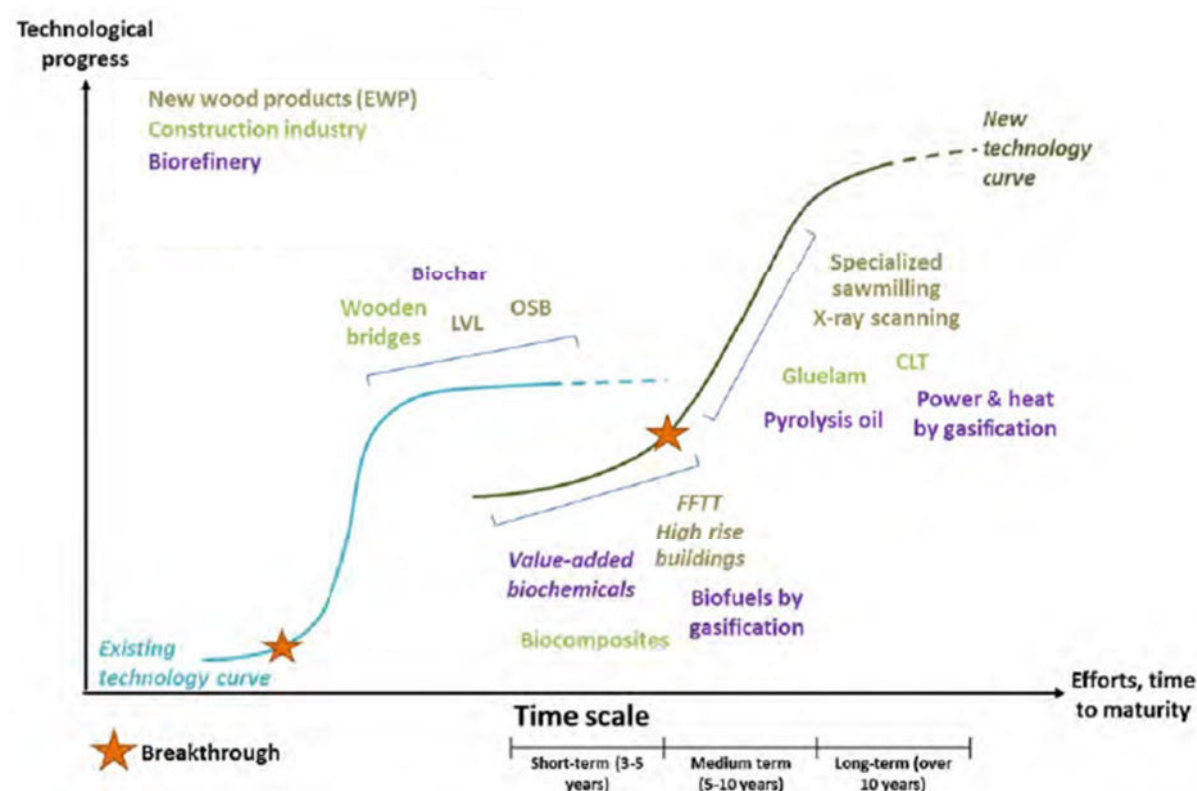 Technological
progress
New wood products (EWP)
Construction industry
Biorefinery
New
technology
curve
Biochar
Wooden
bridges
LVL
OSB
Specialized
sawmilling
X-ray scanning
Gluelam
CLT
Pyrolysis oil
Power & heat
by gasification
FFTT
High rise
buildings
Value-added
biochemicals
Biofuels by
gasification
Biocomposites
Existing
technology curve
Efforts, time
to maturity
Time scale
Breakthrough
Short-term (3-5
years)
Medium term
(5-10 years)
Long-term (over
10 years)